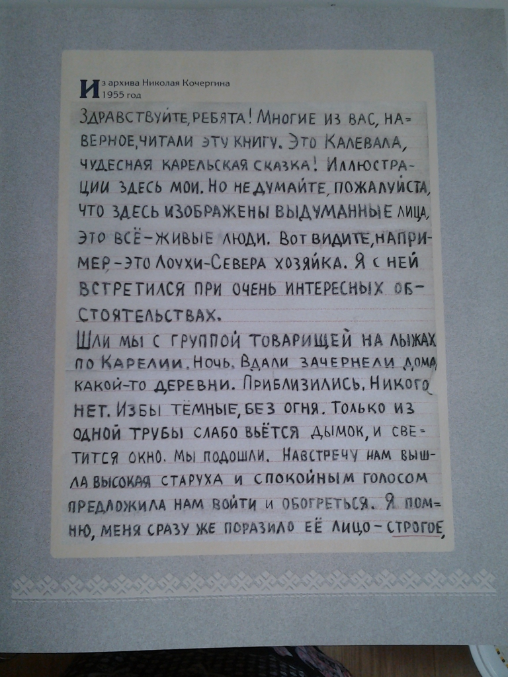 Из архива Николая Кочергина
1955 год
Здравствуйте, ребята! Многие из вас, на=
верное, читали эту книгу. Это Калевала,
чудесная карельская сказка! Иллюстра-
ции здесь мои. Но не думайте, пожалуйста,
что здесь изображены выдуманные лица,
это всё – живые люди. Вот видите, напри-
мер, – это Лоухи – Севера хозяйка. Я с ней
встретился при очень интересных об-
стоятельствах.
Шли мы с группой товарищей на лыжах
по Карелии. Ночь. Вдали зачернели дома
какой-то деревни. Приблизились. Никого
нет. Избы тёмные, без огня. Только из
одной трубы слабо вьётся дымок, и све-
тится окно. Мы подошли. Навстречу нам выш-
ла высокая старуха и спокойным голосом
предложила нам войти и обогреться. Я пом=
ню, меня сразу же поразило её лицо – строгое,